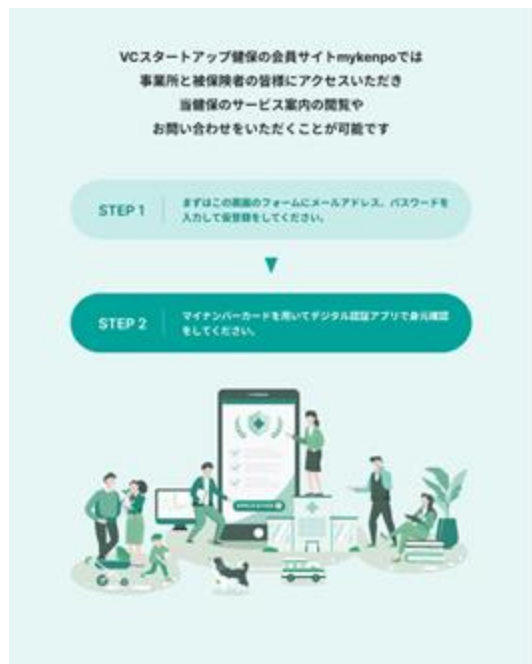 VCスタートアップ健保の会員サイトmykenpoでは
事業所と被保険者の皆様にアクセスいただき
当健保のサービス案内の閲覧や
お問い合わせをいただくことが可能です
STEP 1
まずはこの画面のフォームにメールアドレス、パスワードを
入力して仮登録をしてください。
STEP 2
マイナンバーカードを用いてデジタル認証アプリで身元確認
をしてください。